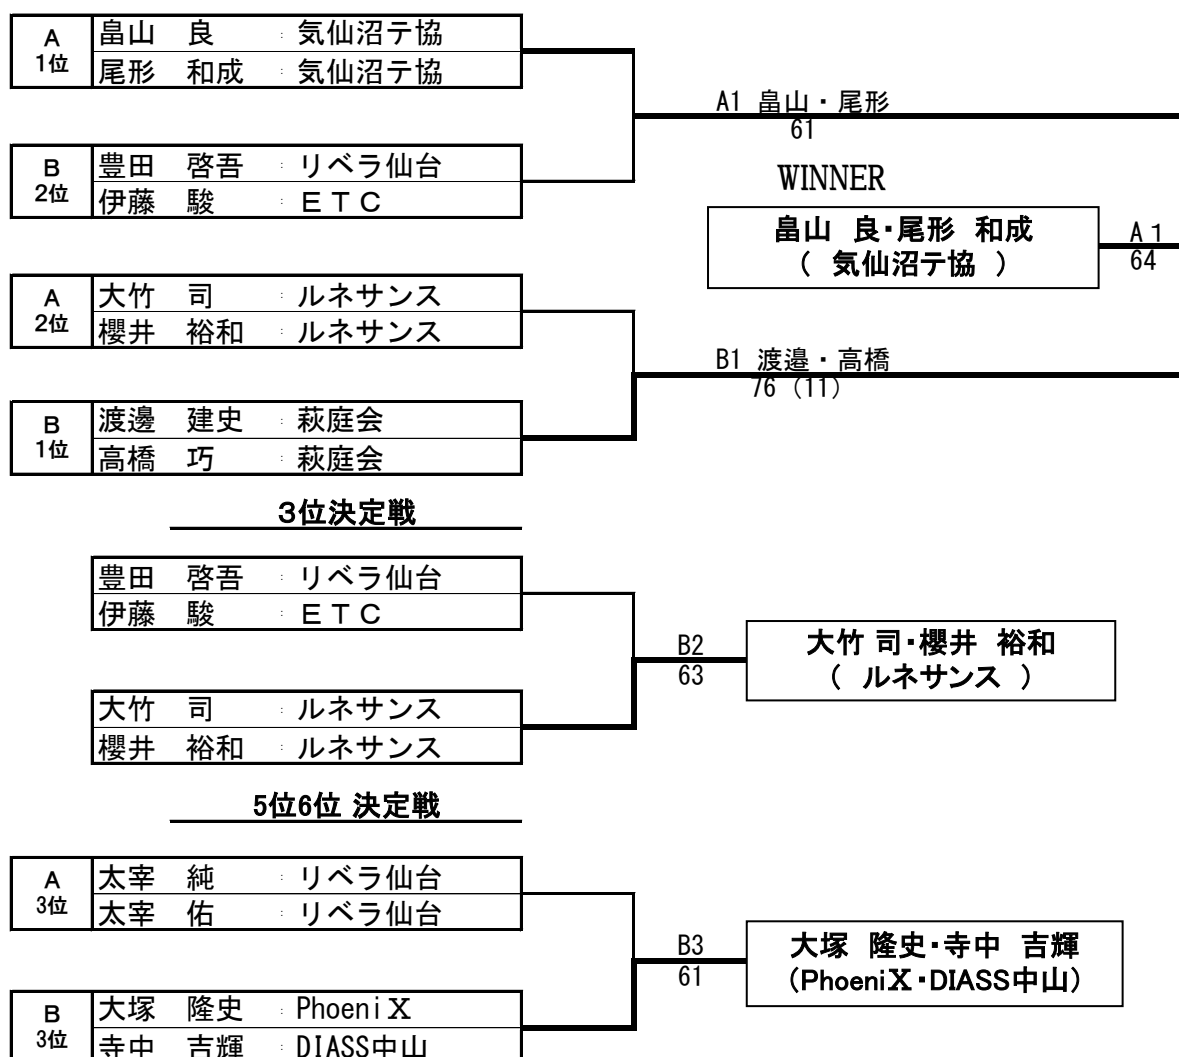 A 畠山 良 : 気仙沼テ協
1位 尾形 和成 : 気仙沼テ協
A1 畠山・尾形
61
B 豊田 啓吾 : リベラ仙台
2位 伊藤 駿 : ＥＴＣ
WINNER
畠山 良・尾形 和成
（ 気仙沼テ協 ）
A 1
64
A 大竹 司 : ルネサンス
2位 櫻井 裕和 : ルネサンス
B1 渡邉・高橋
76（11）
B 渡邊 建史 : 萩庭会
1位 高橋 巧 : 萩庭会
３位決定戦
豊田 啓吾 : リベラ仙台
伊藤 駿 : ＥＴＣ
B2
63
大竹 司・櫻井 裕和
（ ルネサンス ）
大竹 司 : ルネサンス
櫻井 裕和 : ルネサンス
5位6位 決定戦
A 太宰 純 : リベラ仙台
3位 太宰 佑 : リベラ仙台
B3
61
大塚 隆史・寺中 吉輝
（PhoeniＸ・DIASS中山）
B 大塚 隆史 : PhoeniＸ
3位 寺中 吉輝 : DIASS中山